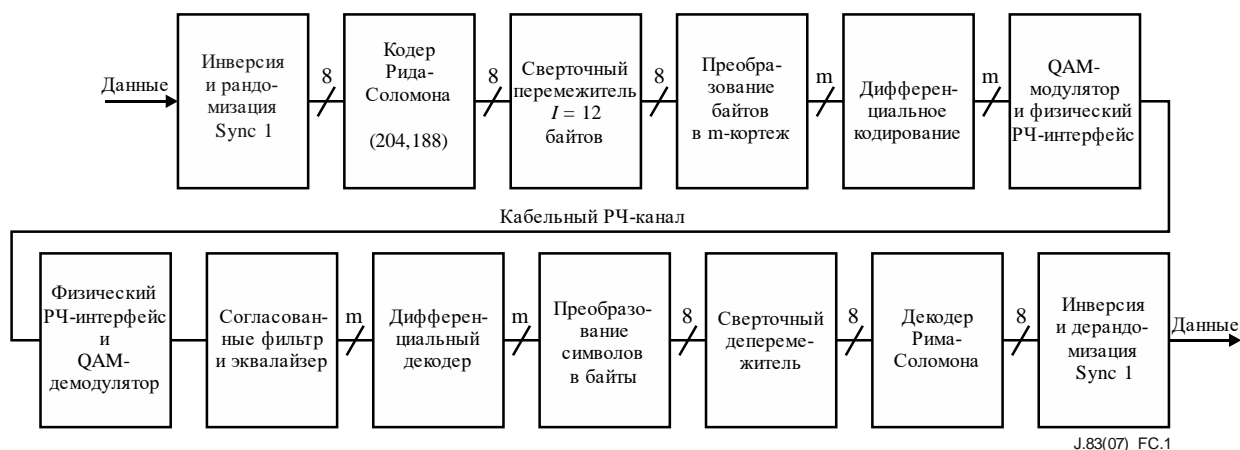 Данные
Инверсия
и рандо-
мизация
Sync 1
8
Кодер
Рида-
Соломона
(204,188)
8
Сверточный
перемежитель
I = 12
байтов
8
Преобра-
зование
байтов
в m-кортеж
m
Дифферен-
циальное
кодирование
m
QAM-
модулятор
и физический
РЧ-интерфейс
Кабельный РЧ-канал
Физический
РЧ-интерфейс
и
QAM-
демодулятор
Согласован-
ные фильтр
и эквалайзер
m
Дифферен-
циальный
декодер
m
Преобразо-
вание
символов
в байты
8
Сверточный
депереме-
житель
8
Декодер
Рима-
Соломона
8
Инверсия
и дерандо-
мизация
Sync 1
Данные
J.83(07)_FC.1